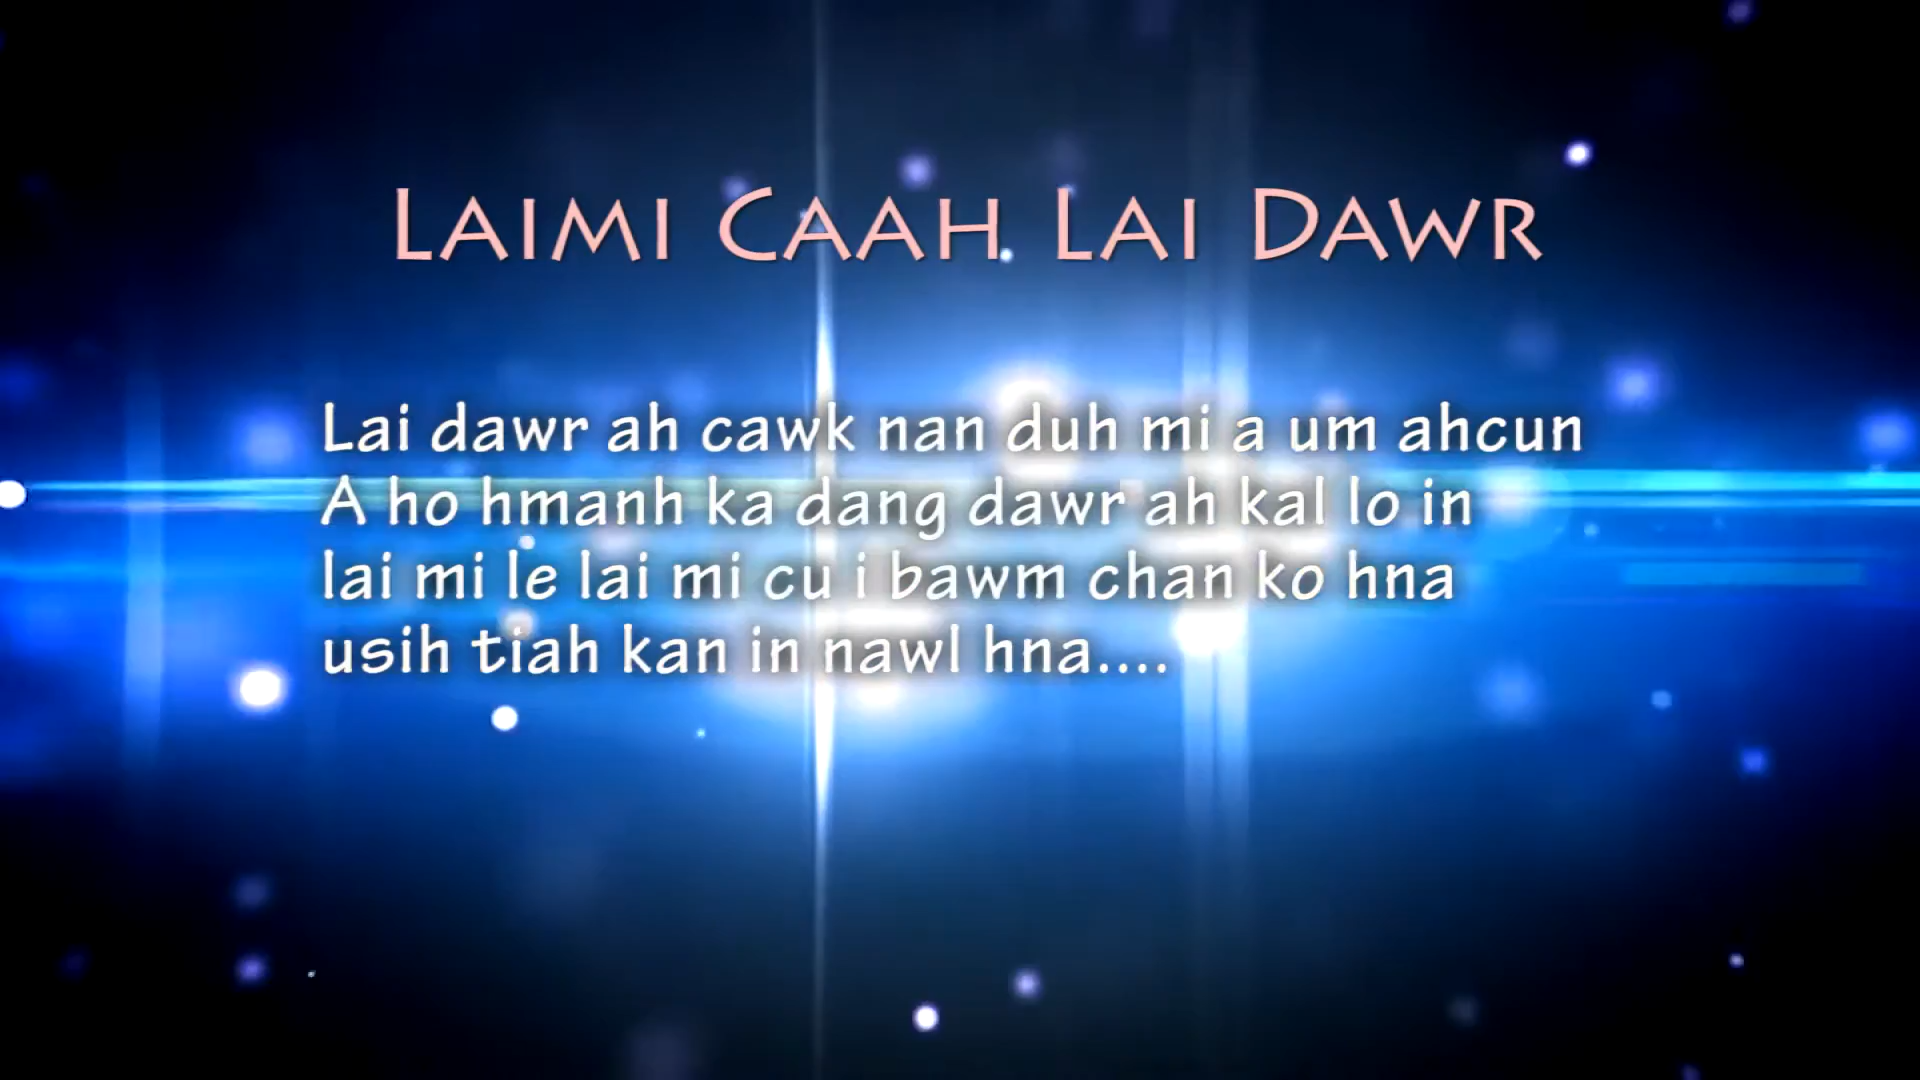 LAIMI CAAH LAI DAWR
Lai dawr ah cawk nan duh mi a um ahcun
A ho hmanh ka dang dawr ah kal lo in
lai mi le lai mi cu i bawm chan ko hna
usih tiah kan in nawl hna....